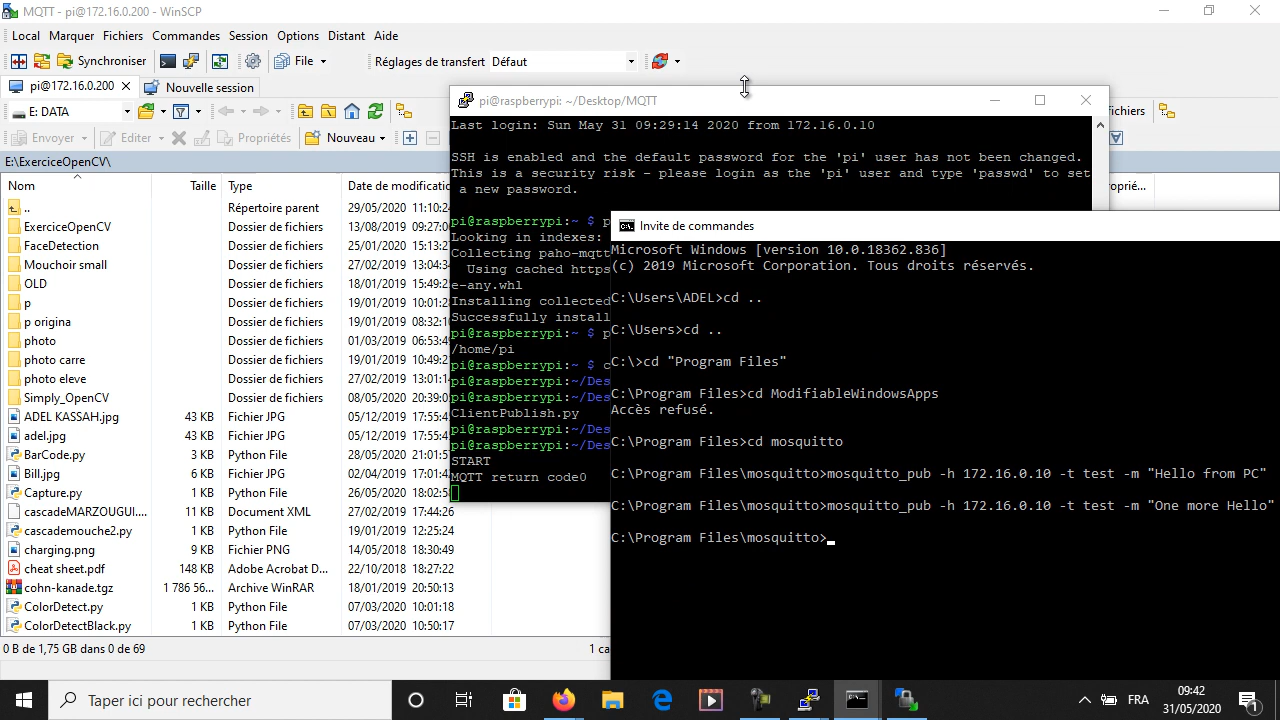 MQTT - pi@172.16.0.200 - WinSCP
Local Marquer Fichiers Commandes Session Options Distant Aide
Synchroniser File Réglages de transfert Défaut
pi@172.16.0.200 Nouvelle session
E: DATA
Envoyer Editer Propriétés Nouveau
E:\ExerciceOpenCV\
Nom Taille Type Date de modificatio
.. Répertoire parent 29/05/2020 11:10:24
ExerciceOpenCV Dossier de fichiers 13/08/2019 09:27:0
FaceDetection Dossier de fichiers 25/01/2020 15:13:2
Mouchoir small Dossier de fichiers 27/02/2019 13:04:3
OLD Dossier de fichiers 18/01/2019 15:49:2
p Dossier de fichiers 19/01/2019 10:01:2
p origina Dossier de fichiers 19/01/2019 08:32:1
photo Dossier de fichiers 01/03/2019 06:53:4
photo carre Dossier de fichiers 19/01/2019 10:49:2
photo eleve Dossier de fichiers 27/02/2019 13:01:1
Simply_OpenCV Dossier de fichiers 08/05/2020 20:39:0
ADEL KASSAH.jpg 43 KB Fichier JPG 05/12/2019 17:55:4
adel.jpg 43 KB Fichier JPG 05/12/2019 17:55:4
BarCode.py 3 KB Python File 28/05/2020 21:01:5
Bill.jpg 6 KB Fichier JPG 02/04/2019 17:01:4
Capture.py 1 KB Python File 26/05/2020 18:02:5
cascadeMARZOUGUI.... 11 KB Document XML 27/02/2019 17:44:26
cascademouche2.py 1 KB Python File 19/01/2019 12:25:24
charging.png 9 KB Fichier PNG 14/05/2018 18:30:49
cheat sheet.pdf 148 KB Adobe Acrobat D... 22/10/2018 18:27:22
cohn-kanade.tgz 1 786 56... Archive WinRAR 18/01/2019 20:50:13
ColorDetect.py 1 KB Python File 07/03/2020 10:01:18
ColorDetectBlack.py 1 KB Python File 07/03/2020 10:50:17
0 B de 1,75 GB dans 0 de 69
1 ca
pi@raspberrypi: ~/Desktop/MQTT
Last login: Sun May 31 09:29:14 2020 from 172.16.0.10
SSH is enabled and the default password for the 'pi' user has not been changed.
This is a security risk - please login as the 'pi' user and type 'passwd' to set
a new password.
pi@raspberrypi:~ $ p
Looking in indexes:
Collecting paho-mqtt
Using cached https
e-any.whl
Installing collected
Successfully install
pi@raspberrypi:~ $ p
/home/pi
pi@raspberrypi:~ $ c
pi@raspberrypi:~/Des
pi@raspberrypi:~/Des
ClientPublish.py
pi@raspberrypi:~/Des
pi@raspberrypi:~/Des
START
MQTT return code0
ichiers
proprié...
Invite de commandes
Microsoft Windows [version 10.0.18362.836]
(c) 2019 Microsoft Corporation. Tous droits réservés.
C:\Users\ADEL>cd ..
C:\Users>cd ..
C:\>cd "Program Files"
C:\Program Files>cd ModifiableWindowsApps
Accès refusé.
C:\Program Files>cd mosquitto
C:\Program Files\mosquitto>mosquitto_pub -h 172.16.0.10 -t test -m "Hello from PC"
C:\Program Files\mosquitto>mosquitto_pub -h 172.16.0.10 -t test -m "One more Hello"
C:\Program Files\mosquitto>
Taper ici pour rechercher
FRA
09:42
31/05/2020
1